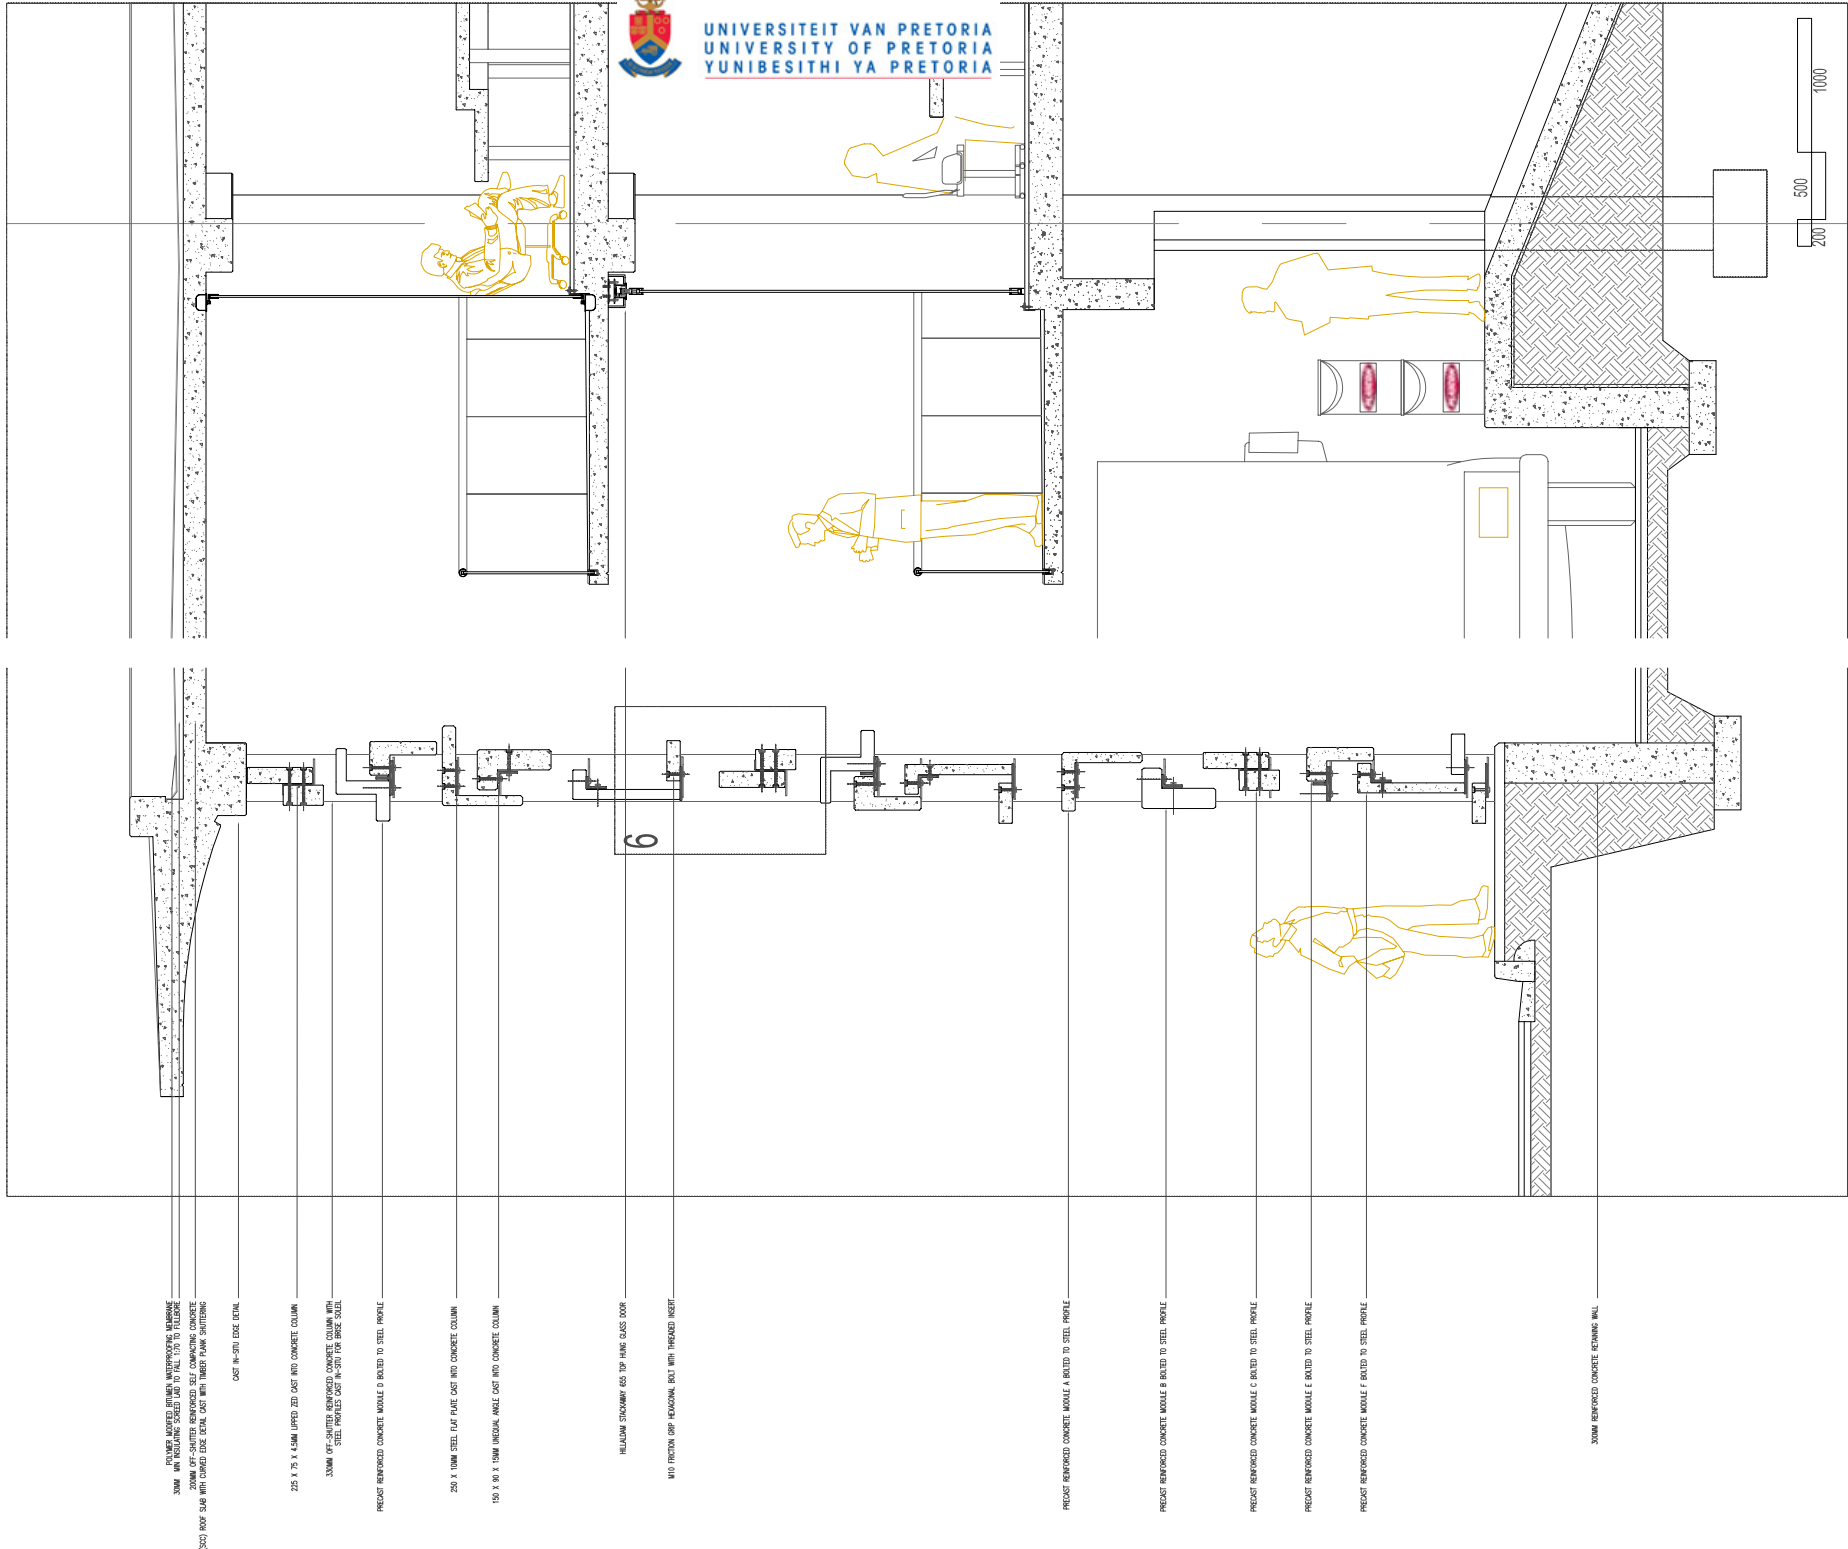 UNIVERSITEIT VAN PRETORIA
UNIVERSITY OF PRETORIA
YUNIBESITHI YA PRETORIA
1000
500
200
6
POLYMER MODIFIED BITUMEN WATERPROOFING MEMBRANE
30MM MIN INSULATING SCREED LAID TO FALL 1:70 TO FULLBORE
200MM OFF-SHUTTER REINFORCED SELF COMPACTING CONCRETE
(SCC) ROOF SLAB WITH CURVED EDGE DETAIL CAST WITH TIMBER PLANK SHUTTERING
CAST IN-SITU EDGE DETAIL
225 X 75 X 4.5MM LIPPED ZED CAST INTO CONCRETE COLUMN
330MM OFF-SHUTTER REINFORCED CONCRETE COLUMN WITH
STEEL PROFILES CAST IN-SITU FOR BRISE SOLEIL
PRECAST REINFORCED CONCRETE MODULE D BOLTED TO STEEL PROFILE
250 X 10MM STEEL FLAT PLATE CAST INTO CONCRETE COLUMN
150 X 90 X 15MM UNEQUAL ANGLE CAST INTO CONCRETE COLUMN
HILLALDAM STACKAWAY 655 TOP HUNG GLASS DOOR
M10 FRICTION GRIP HEXAGONAL BOLT WITH THREADED INSERT
PRECAST REINFORCED CONCRETE MODULE A BOLTED TO STEEL PROFILE
PRECAST REINFORCED CONCRETE MODULE B BOLTED TO STEEL PROFILE
PRECAST REINFORCED CONCRETE MODULE C BOLTED TO STEEL PROFILE
PRECAST REINFORCED CONCRETE MODULE E BOLTED TO STEEL PROFILE
PRECAST REINFORCED CONCRETE MODULE F BOLTED TO STEEL PROFILE
300MM REINFORCED CONCRETE RETAINING WALL